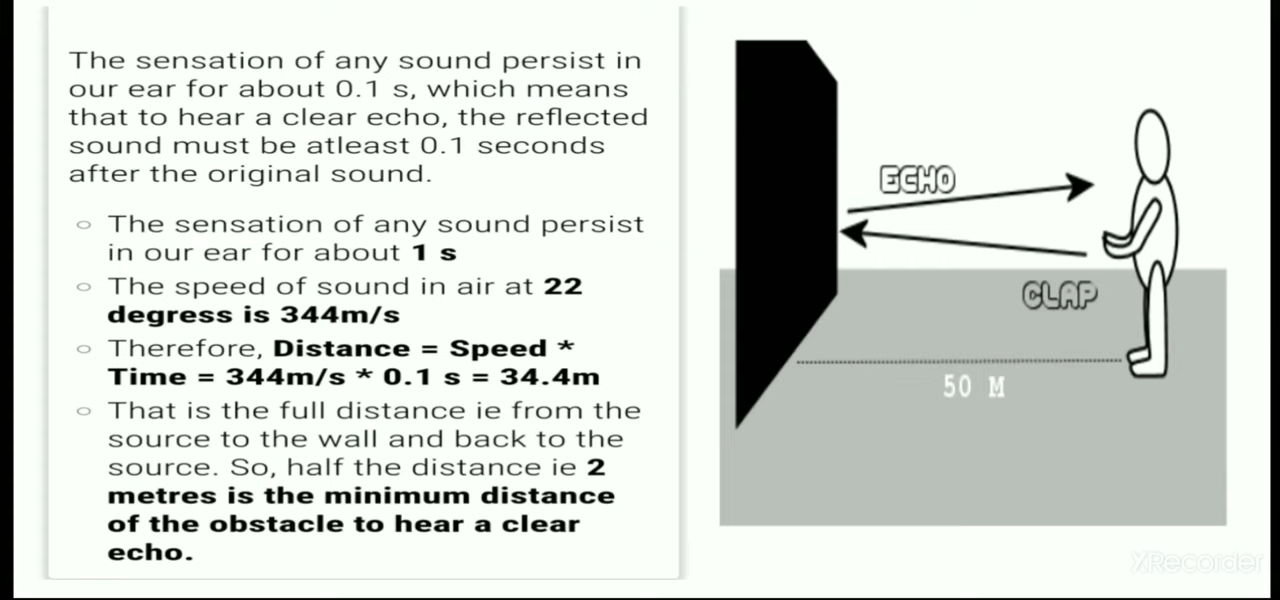 The sensation of any sound persist in
our ear for about 0.1 s, which means
that to hear a clear echo, the reflected
sound must be atleast 0.1 seconds
after the original sound.
The sensation of any sound persist
in our ear for about 1 s
The speed of sound in air at 22
degress is 344m/s
Therefore, Distance = Speed *
Time = 344m/s * 0.1 s = 34.4m
That is the full distance ie from the
source to the wall and back to the
source. So, half the distance ie 2
metres is the minimum distance
of the obstacle to hear a clear
echo.
ECHO
CLAP
50 M
XRecorder